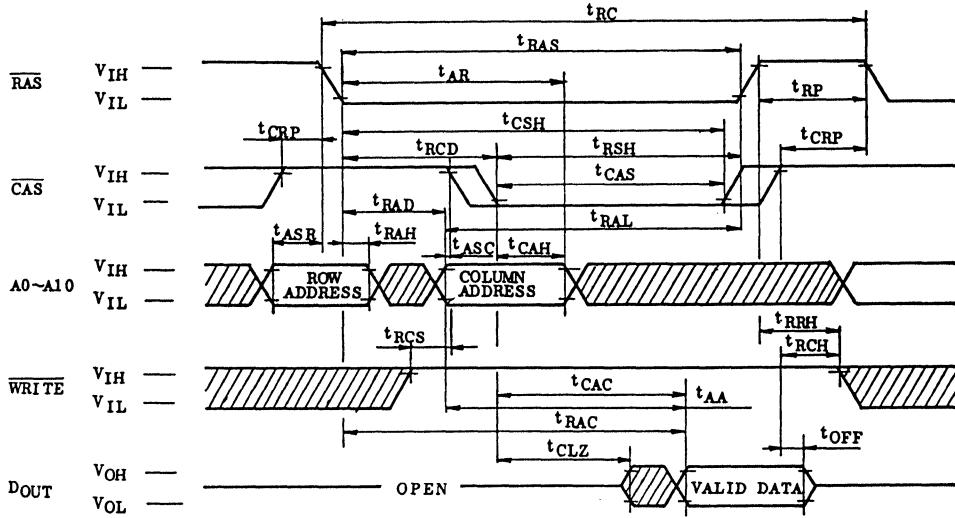 tRC
tRAS
RAS
VIH
VIL
tAR
tRP
tCSH
tCRP
tRCD
tRSH
tCRP
CAS
VIH
VIL
tCAS
tRAD
tRAL
tASR
tRAH
tASC
tCAH
A0~A10
VIH
VIL
ROW
ADDRESS
COLUMN
ADDRESS
tRCS
tRRH
tRCH
WRITE
VIH
VIL
tCAC
tAA
tRAC
tOFF
tCLZ
DOUT
VOH
VOL
OPEN
VALID DATA